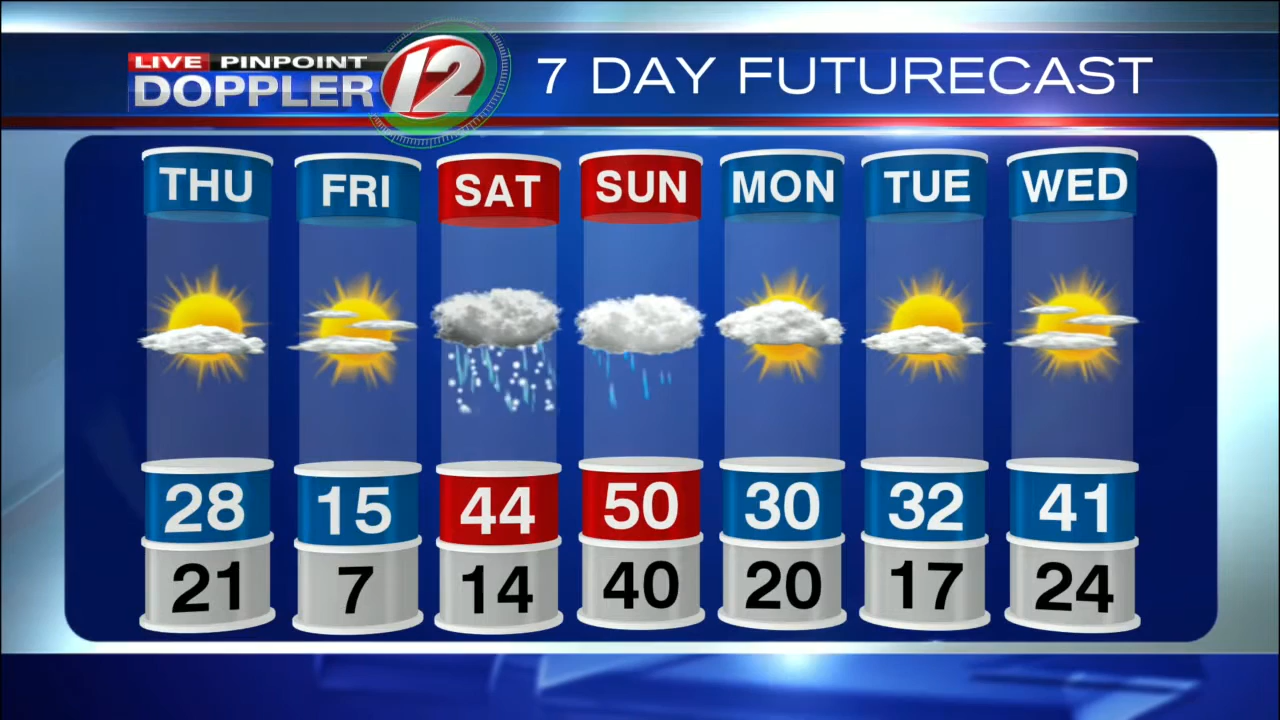 LIVE PINPOINT
DOPPLER 12
7 DAY FUTURECAST
THU FRI SAT SUN MON TUE WED
28 15 44 50 30 32 41
21 7 14 40 20 17 24